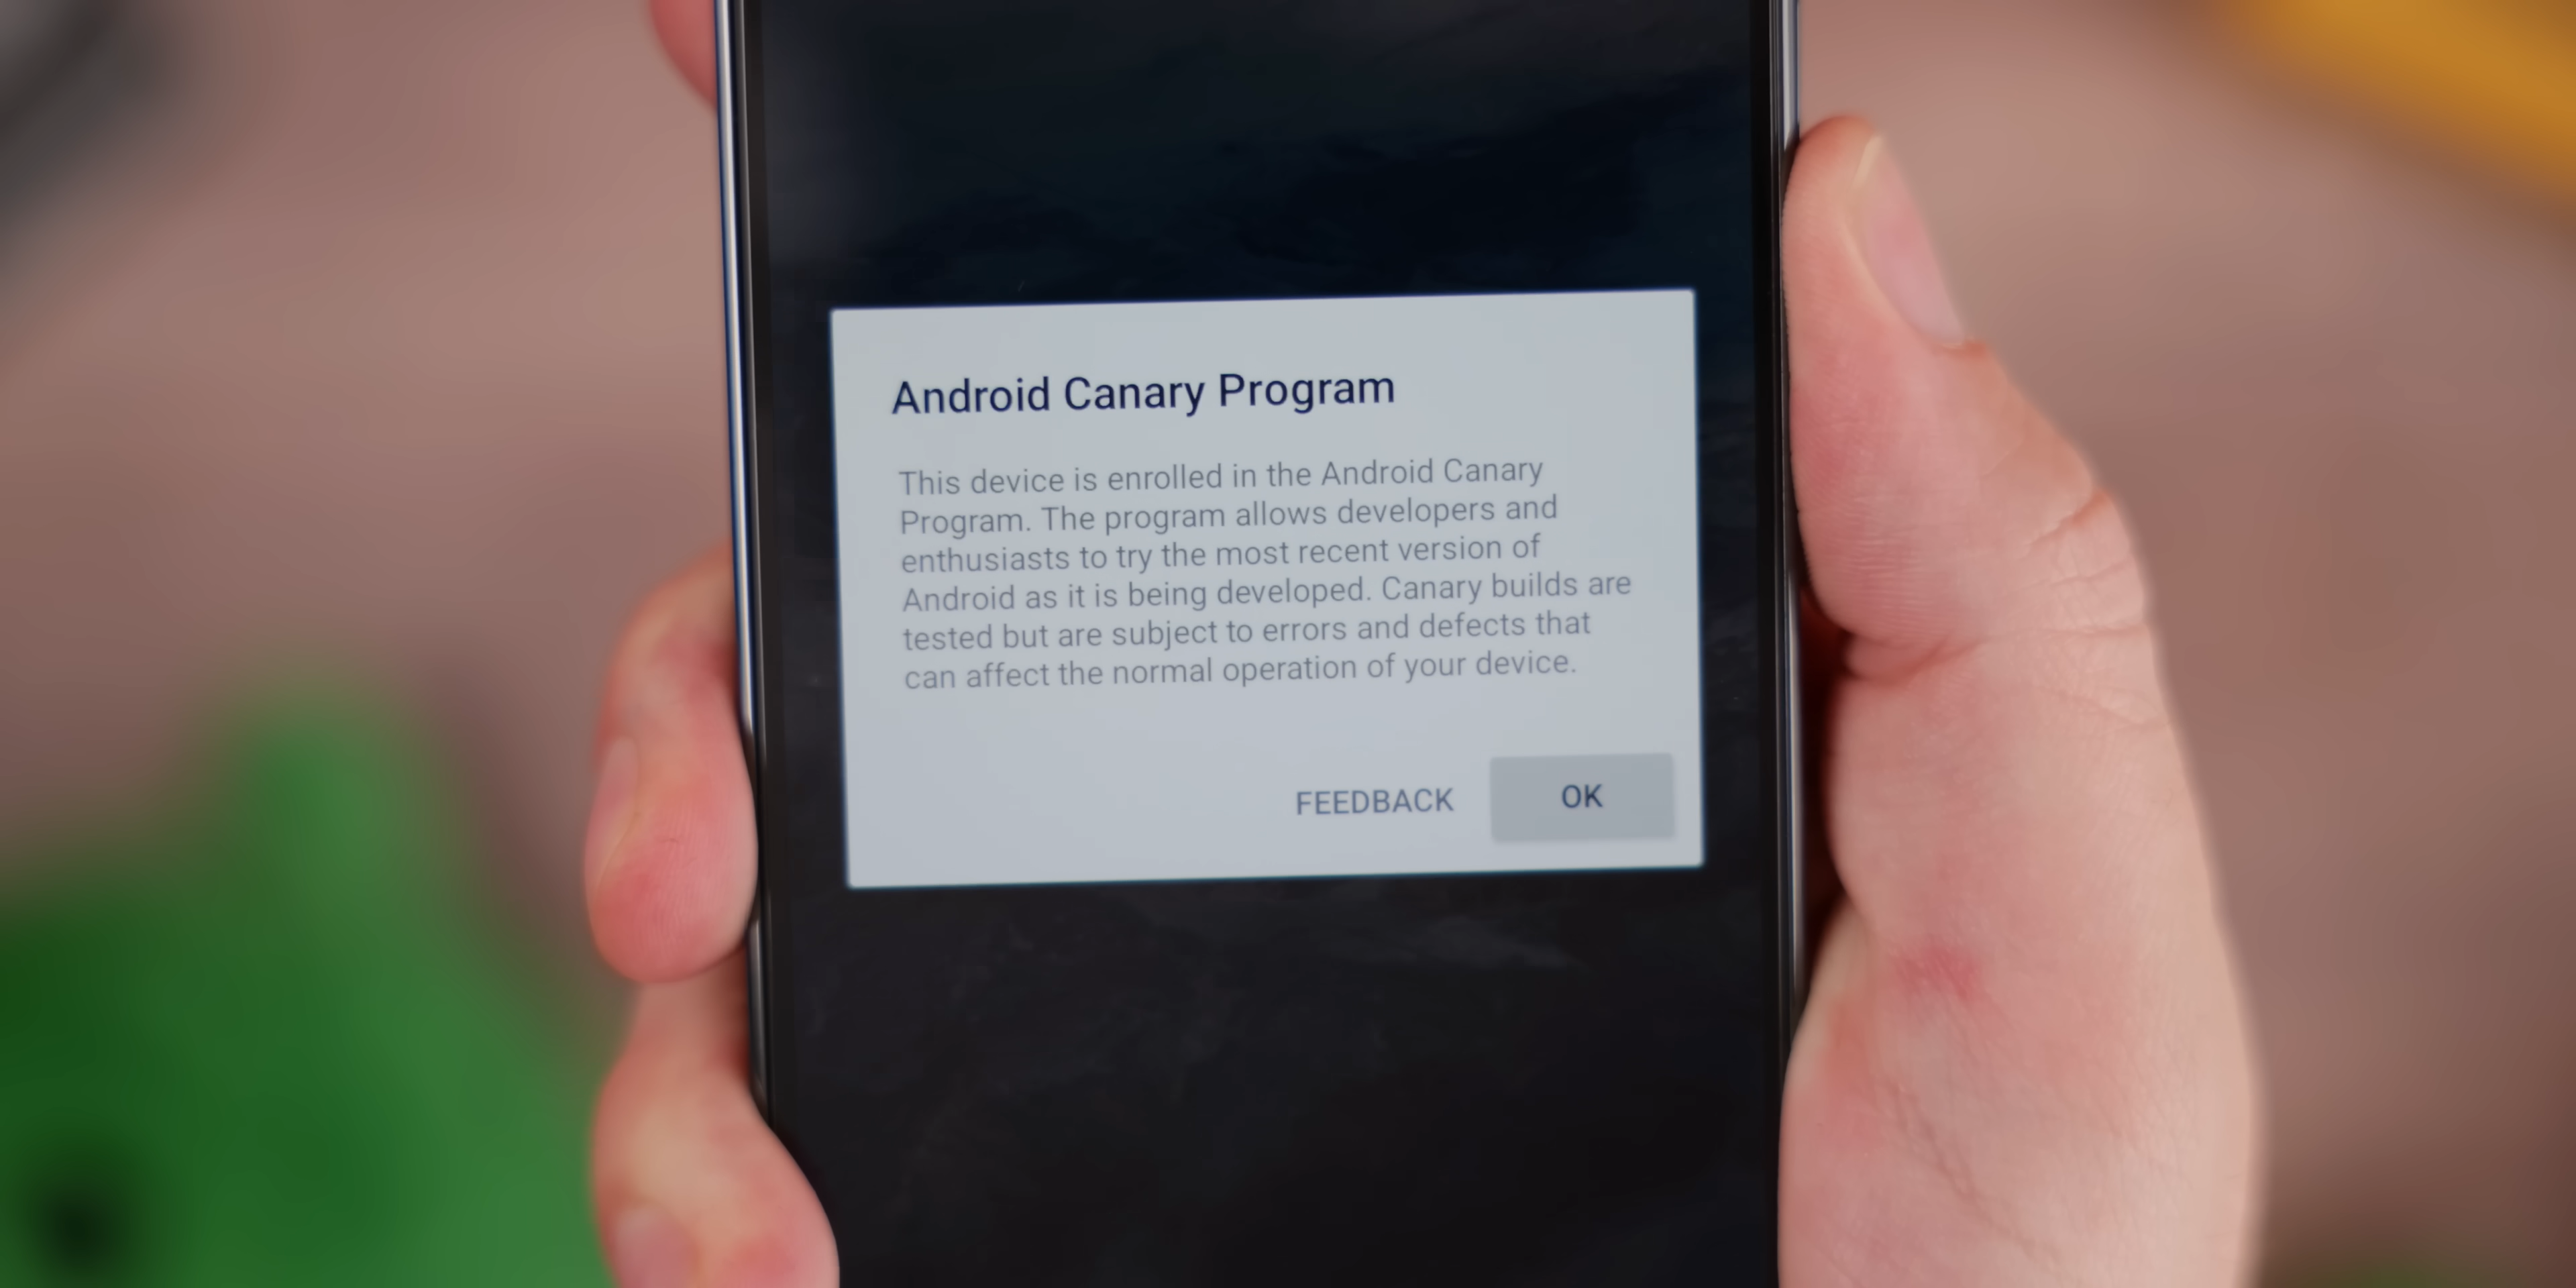 Android Canary Program
This device is enrolled in the Android Canary
Program. The program allows developers and
enthusiasts to try the most recent version of
Android as it is being developed. Canary builds are
tested but are subject to errors and defects that
can affect the normal operation of your device.
FEEDBACK OK